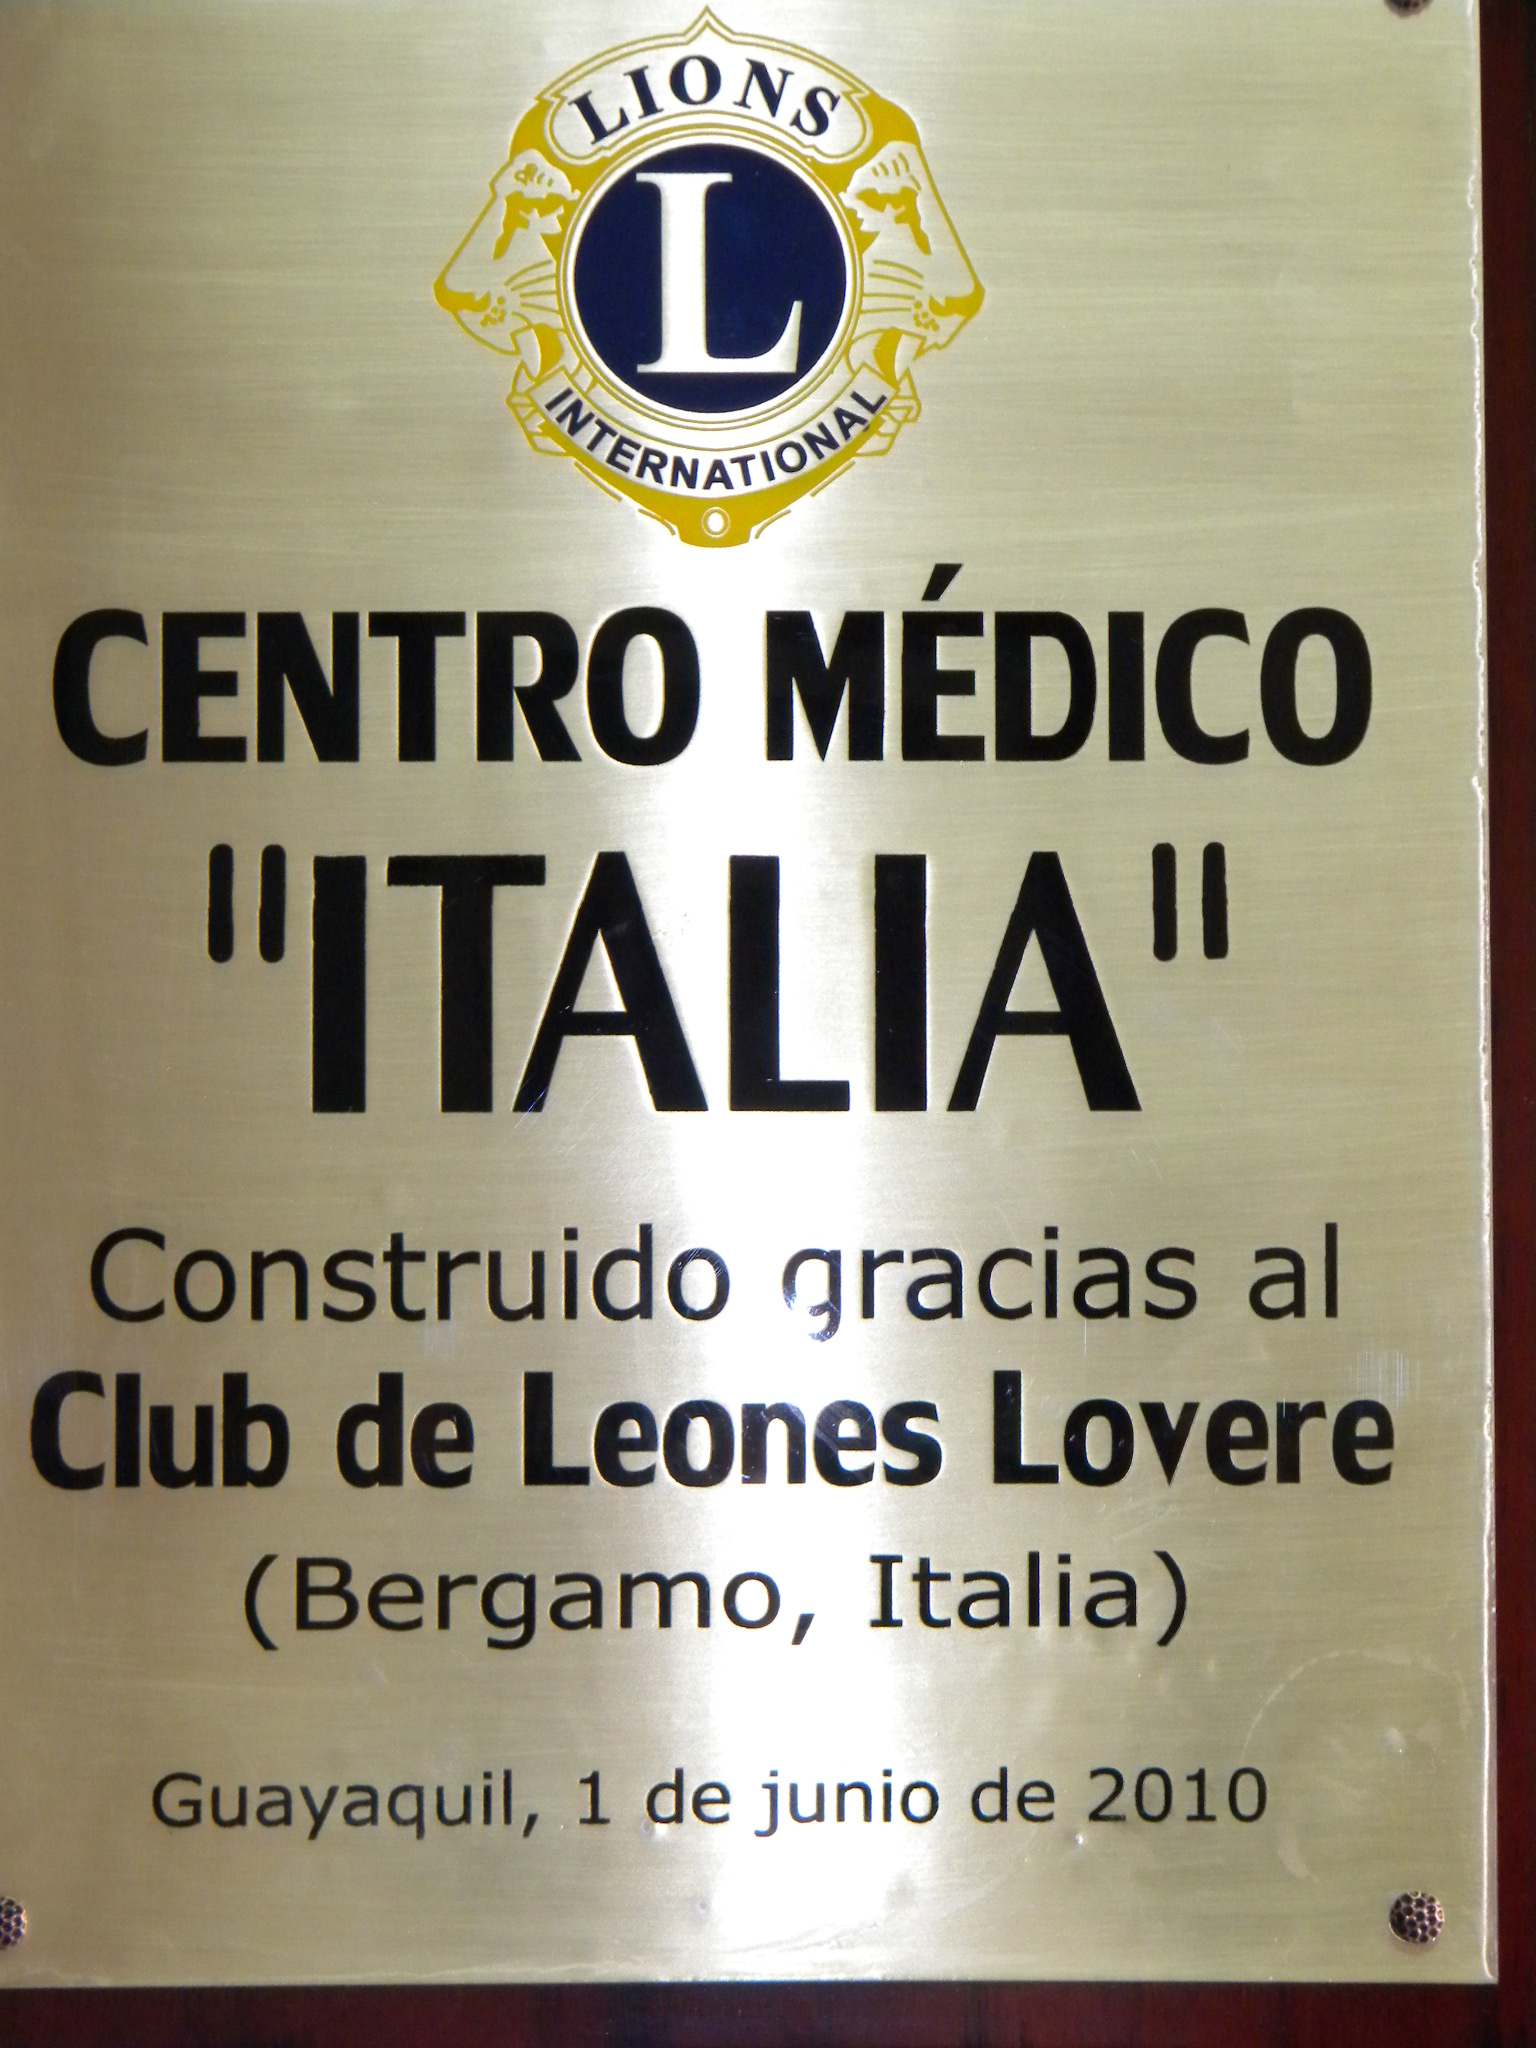 LIONS
L
INTERNATIONAL
CENTRO MÉDICO
"ITALIA"
Construido gracias al
Club de Leones Lovere
(Bergamo, Italia)
Guayaquil, 1 de junio de 2010